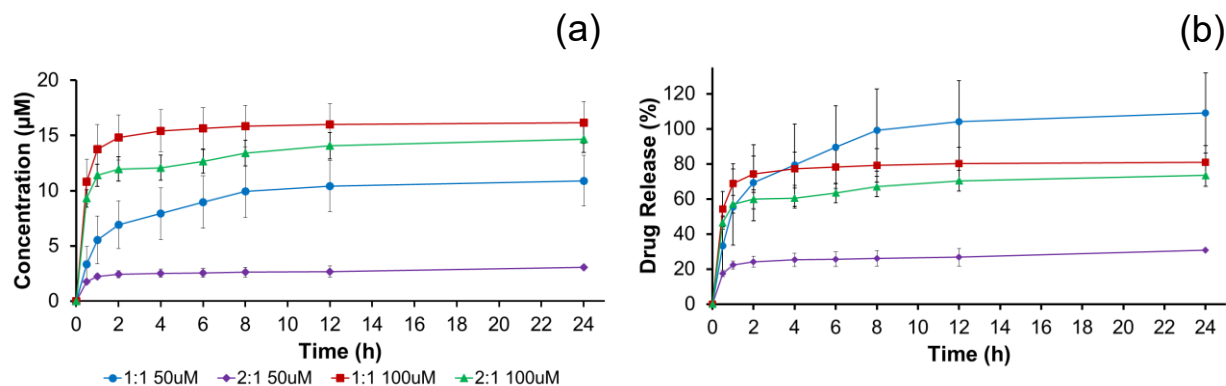 (a)
Concentration (µM)
20
15
10
5
0
0 2 4 6 8 10 12 14 16 18 20 22 24
Time (h)
1:1 50uM 2:1 50uM 1:1 100uM 2:1 100uM
(b)
Drug Release (%)
120
100
80
60
40
20
0
0 2 4 6 8 10 12 14 16 18 20 22 24
Time (h)